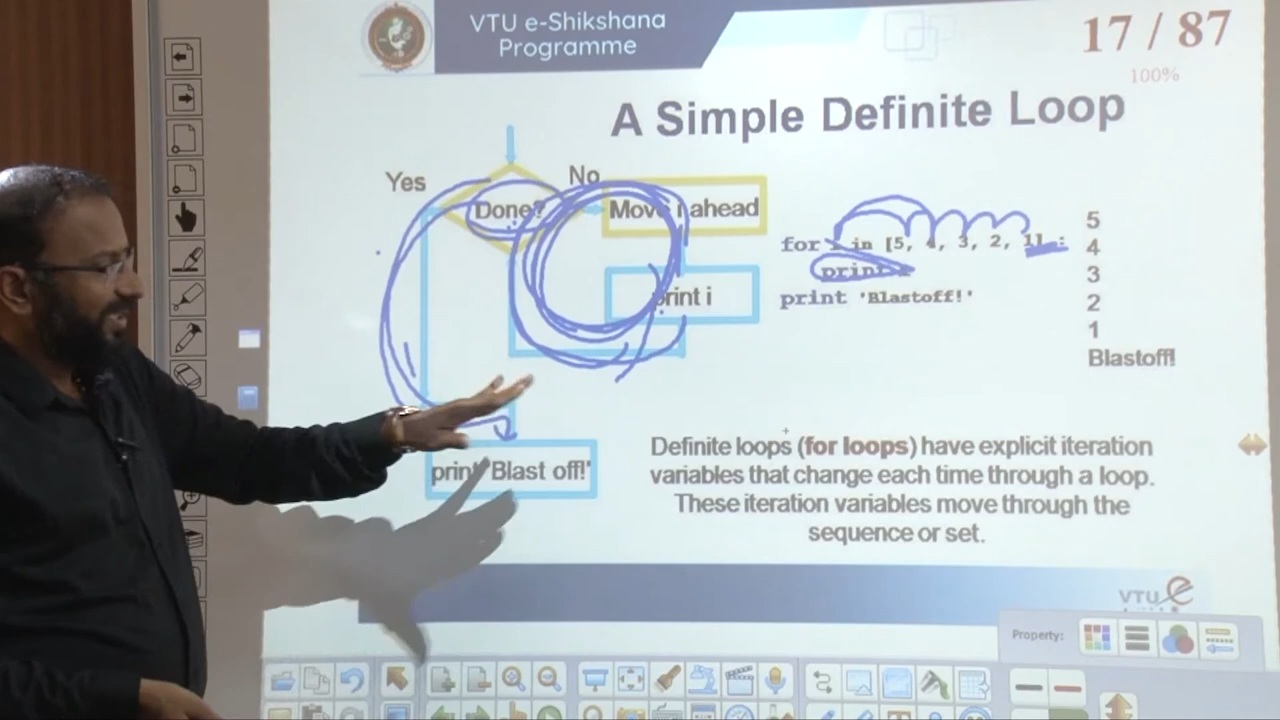 VTU e-Shikshana
Programme
17 / 87
100%
A Simple Definite Loop
Yes
No
Done?
Move i ahead
print i
print 'Blast off!'
for i in [5, 4, 3, 2, 1] :
print i
print 'Blastoff!'
5
4
3
2
1
Blastoff!
Definite loops (for loops) have explicit iteration
variables that change each time through a loop.
These iteration variables move through the
sequence or set.
VTU e
Property: